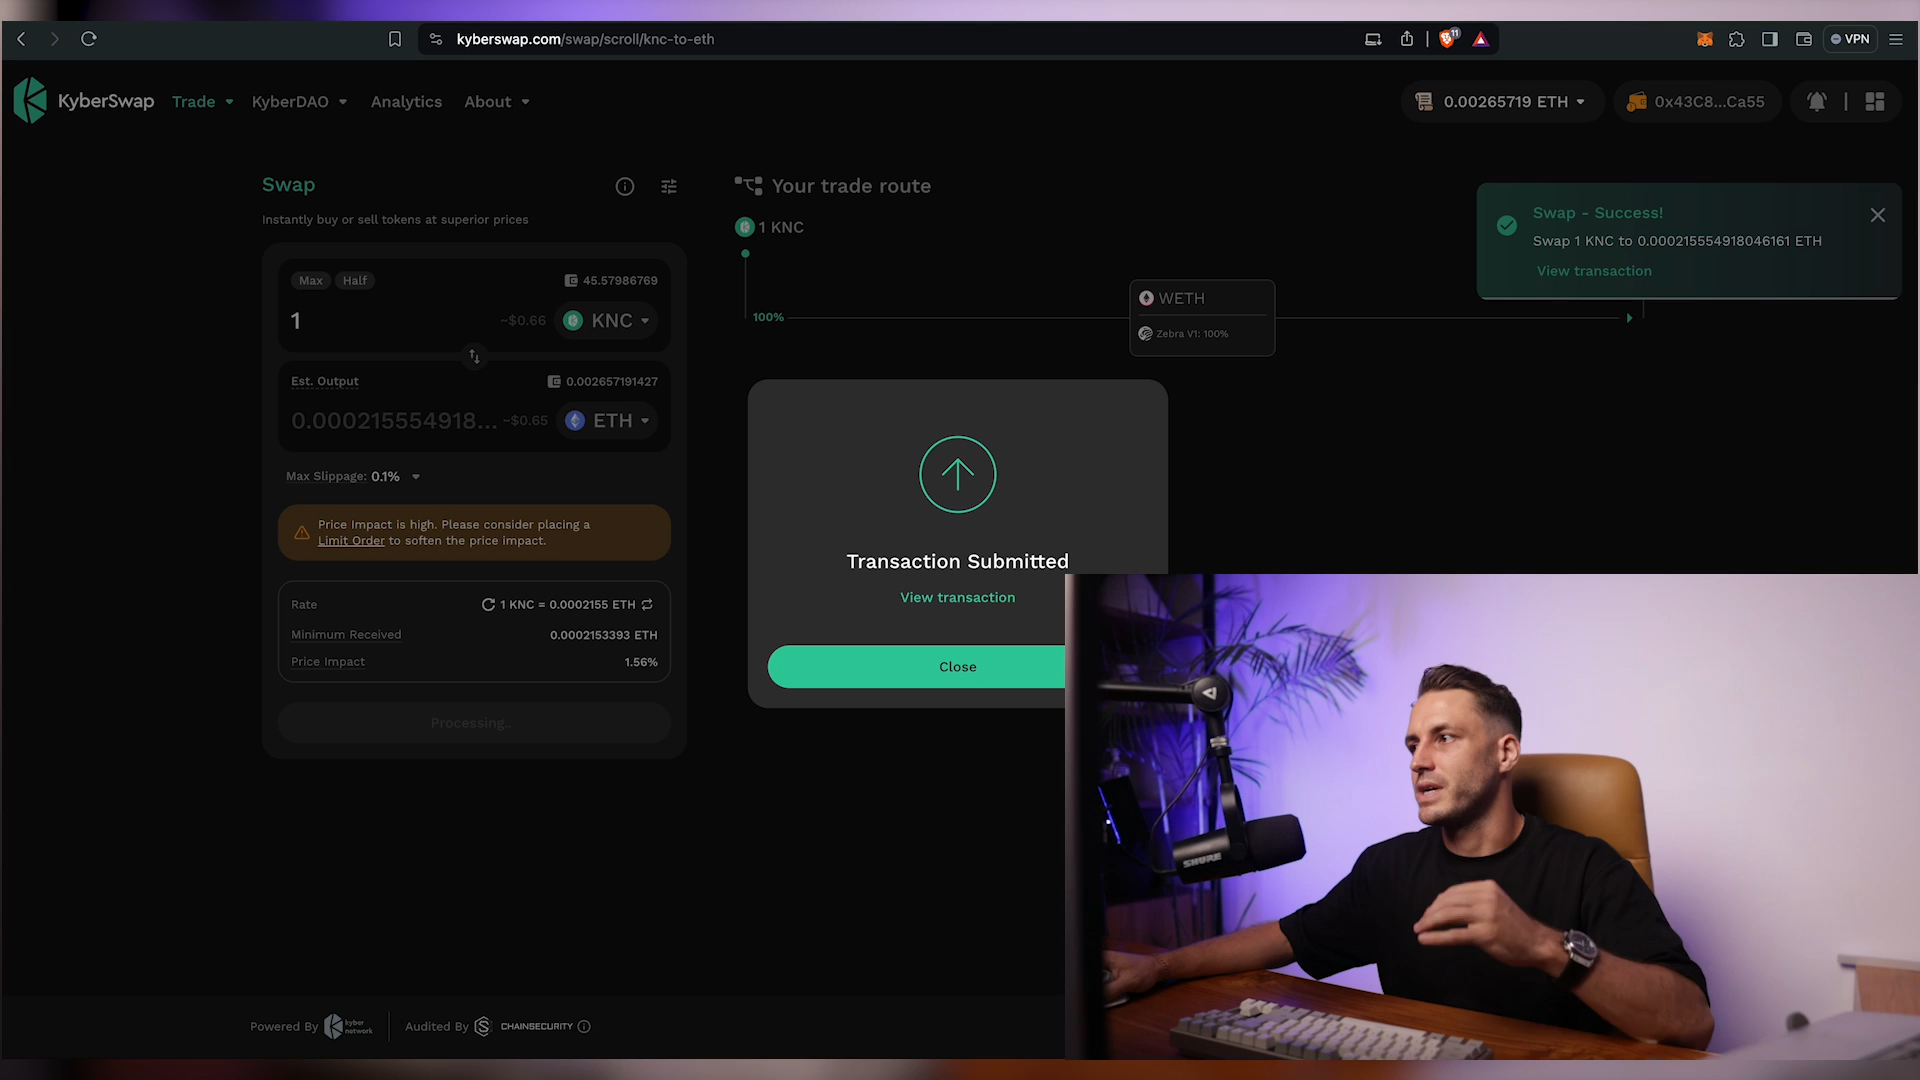 kyberswap.com/swap/scroll/knc-to-eth
11
VPN
KyberSwap
Trade
KyberDAO
Analytics
About
0.00265719 ETH
0x43C8...Ca55
Swap
Instantly buy or sell tokens at superior prices
Max
Half
45.57986769
1
~$0.66
KNC
Est. Output
0.002657191427
0.000215554918...
~$0.65
ETH
Max Slippage: 0.1%
Price Impact is high. Please consider placing a
Limit Order to soften the price impact.
Rate
1 KNC = 0.0002155 ETH
Minimum Received
0.0002153393 ETH
Price Impact
1.56%
Processing..
Your trade route
1 KNC
100%
WETH
Zebra V1: 100%
Swap - Success!
Swap 1 KNC to 0.000215554918046161 ETH
View transaction
Transaction Submitted
View transaction
Close
SHURE
Powered By
kyber
network
Audited By
CHAINSECURITY